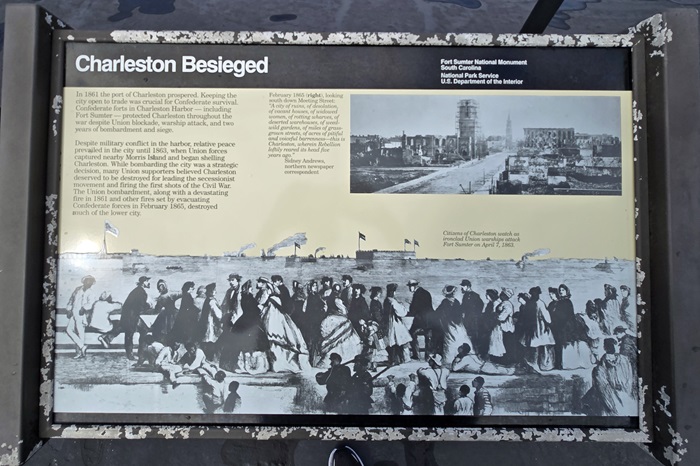 Charleston Besieged
Fort Sumter National Monument
South Carolina
National Park Service
U.S. Department of the Interior
In 1861 the port of Charleston prospered. Keeping the
city open to trade was crucial for Confederate survival.
Confederate forts in Charleston Harbor — including
Fort Sumter — protected Charleston throughout the
war despite Union blockade, warship attack, and two
years of bombardment and siege.
Despite military conflict in the harbor, relative peace
prevailed in the city until 1863, when Union forces
captured nearby Morris Island and began shelling
Charleston. While bombarding the city was a strategic
decision, many Union supporters believed Charleston
deserved to be destroyed for leading the secessionist
movement and firing the first shots of the Civil War.
The Union bombardment, along with a devastating
fire in 1861 and other fires set by evacuating
Confederate forces in February 1865, destroyed
much of the lower city.
February 1865 (right), looking
south down Meeting Street:
"A city of ruins, of desolation,
of vacant houses, of widowed
women, of rotting wharves, of
deserted warehouses, of weed-
wild gardens, of miles of grass-
grown streets, of acres of pitiful
and voiceful barrenness—this is
Charleston, wherein Rebellion
loftily reared its head five
years ago."
Sidney Andrews,
northern newspaper
correspondent
Citizens of Charleston watch as
ironclad Union warships attack
Fort Sumter on April 7, 1863.